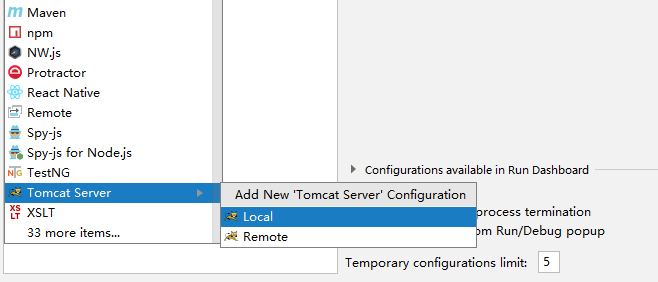 Maven
npm
NW.js
Protractor
React Native
Remote
Spy-js
Spy-js for Node.js
TestNG
Tomcat Server
XSLT
33 more items...
Add New 'Tomcat Server' Configuration
Local
Remote
Configurations available in Run Dashboard
process termination
om Run/Debug popup
Temporary configurations limit: 5